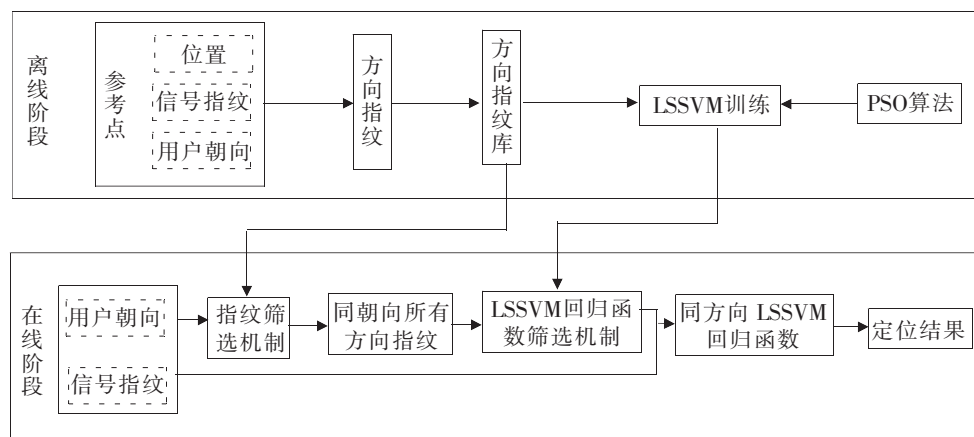 离线阶段
参考点
位置
信号指纹
用户朝向
方向指纹
方向指纹库
LSSVM训练
PSO算法
在线阶段
用户朝向
信号指纹
指纹筛
选机制
同朝向所有
方向指纹
LSSVM回归函
数筛选机制
同方向 LSSVM
回归函数
定位结果